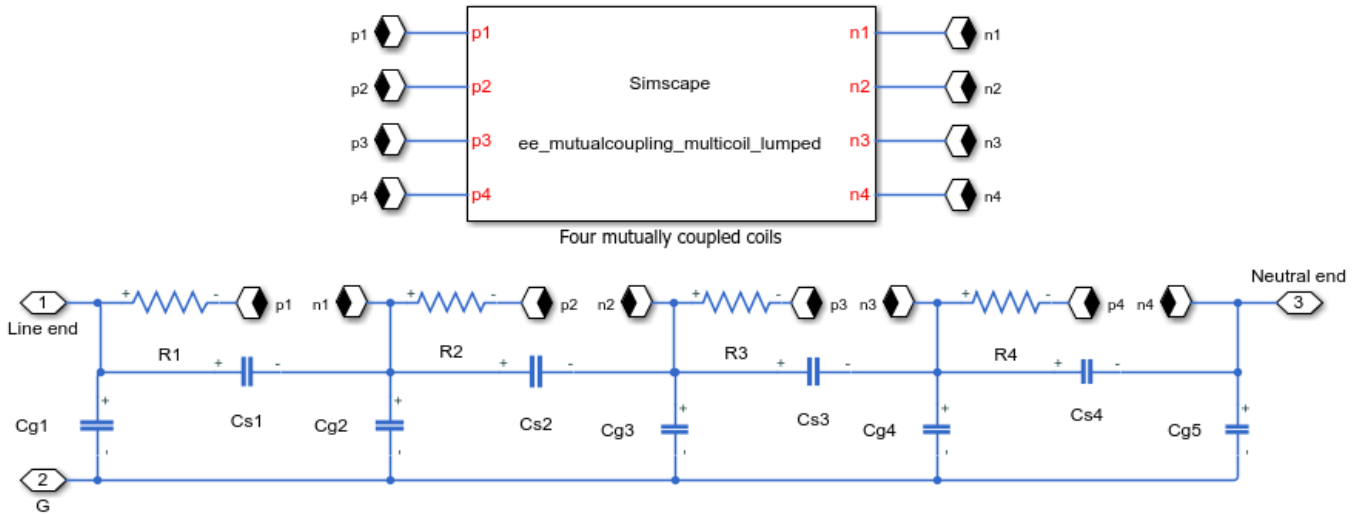 p1 p1 n1 n1
p2 p2 Simscape n2 n2
p3 p3 ee_mutualcoupling_multicoil_lumped n3 n3
p4 p4 n4 n4
Four mutually coupled coils
Neutral end
1 + - p1 n1 + - p2 n2 + - p3 n3 + - p4 n4 3
Line end
R1 + - R2 + - R3 + - R4 + -
+ + + + +
Cg1 Cs1 Cg2 Cs2 Cg3 Cs3 Cg4 Cs4 Cg5
- - - - -
2
G